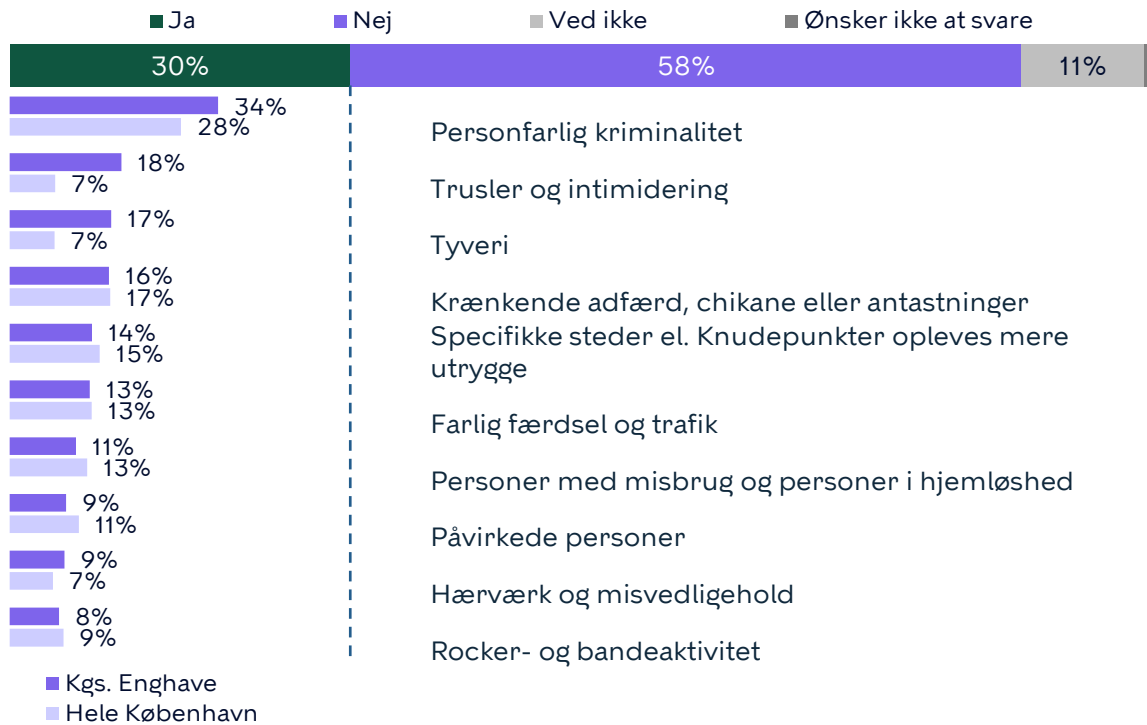 Ja Nej Ved ikke Ønsker ikke at svare
30% 58% 11%
34%
28%
Personfarlig kriminalitet
18%
7%
Trusler og intimidering
17%
7%
Tyveri
16%
17%
Krænkende adfærd, chikane eller antastninger
14%
15%
Specifikke steder el. Knudepunkter opleves mere
utrygge
13%
13%
Farlig færdsel og trafik
11%
13%
Personer med misbrug og personer i hjemløshed
9%
11%
Påvirkede personer
9%
7%
Hærværk og misvedligehold
8%
9%
Rocker- og bandeaktivitet
Kgs. Enghave
Hele København